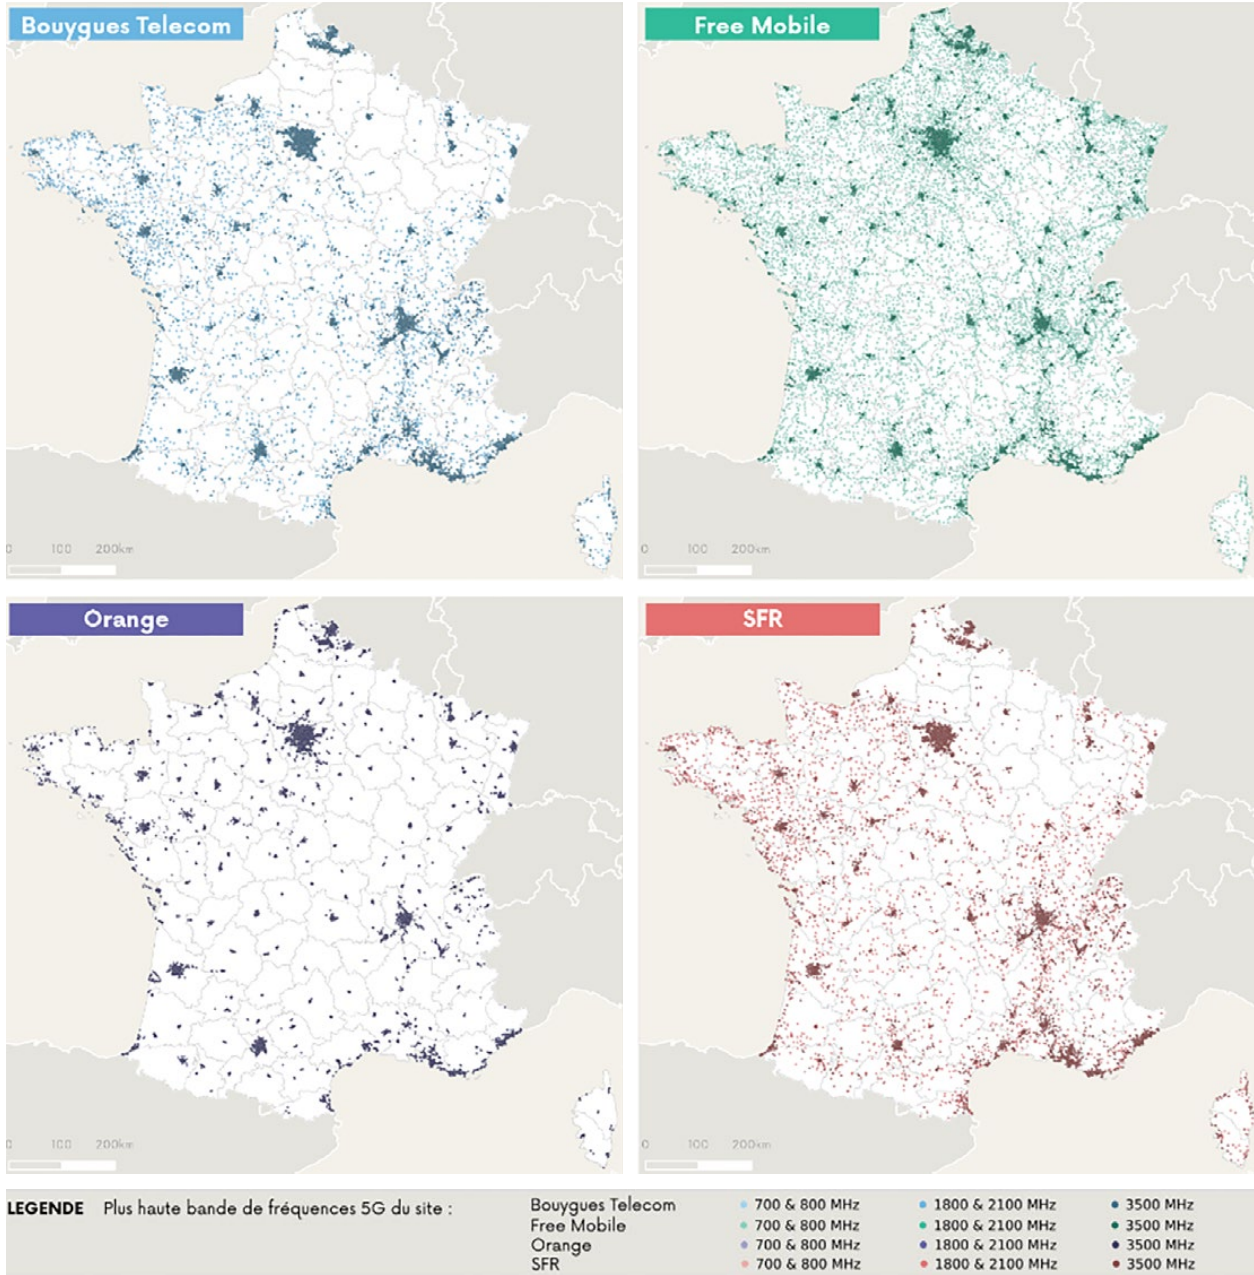 Bouygues Telecom
Free Mobile
0 100 200km
0 100 200km
Orange
SFR
0 100 200km
0 100 200km
LEGENDE Plus haute bande de fréquences 5G du site :
Bouygues Telecom 700 & 800 MHz 1800 & 2100 MHz 3500 MHz
Free Mobile 700 & 800 MHz 1800 & 2100 MHz 3500 MHz
Orange 700 & 800 MHz 1800 & 2100 MHz 3500 MHz
SFR 700 & 800 MHz 1800 & 2100 MHz 3500 MHz